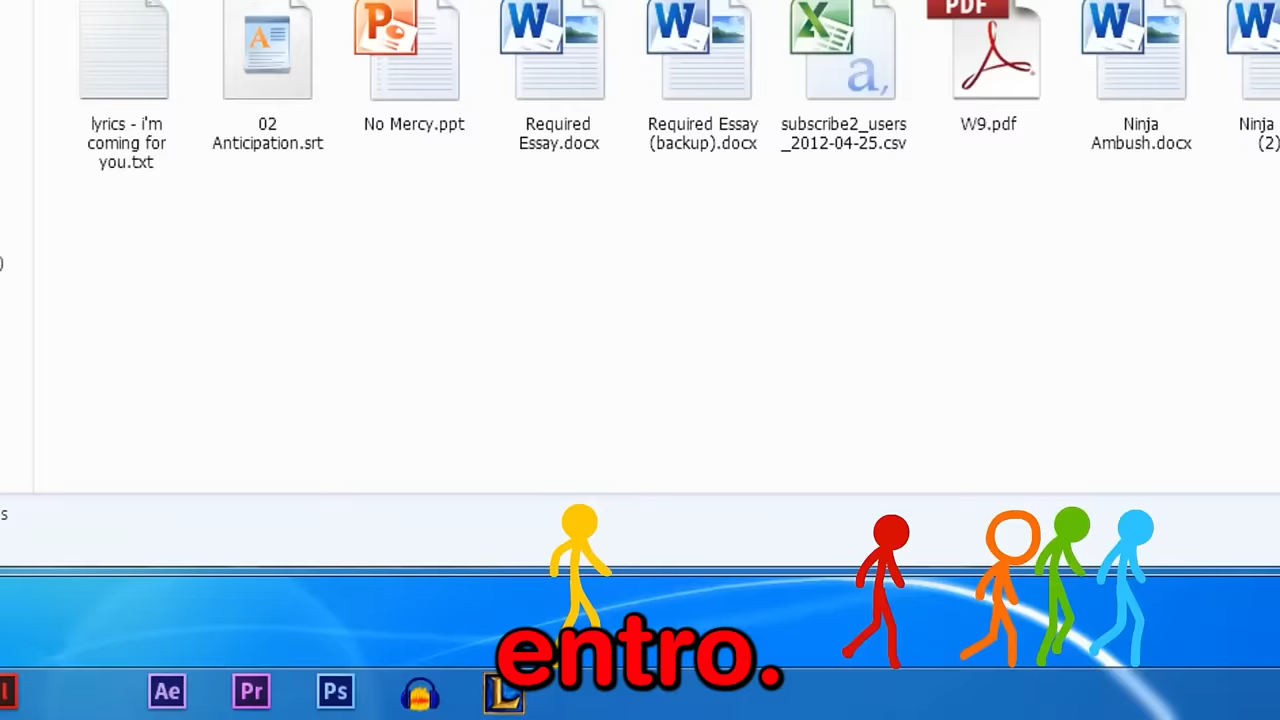 PDF
lyrics - i'm
coming for
you.txt
02
Anticipation.srt
No Mercy.ppt
Required
Essay.docx
Required Essay
(backup).docx
subscribe2_users
_2012-04-25.csv
W9.pdf
Ninja
Ambush.docx
Ninja
(2)
s
entro.
Ae
Pr
Ps
L